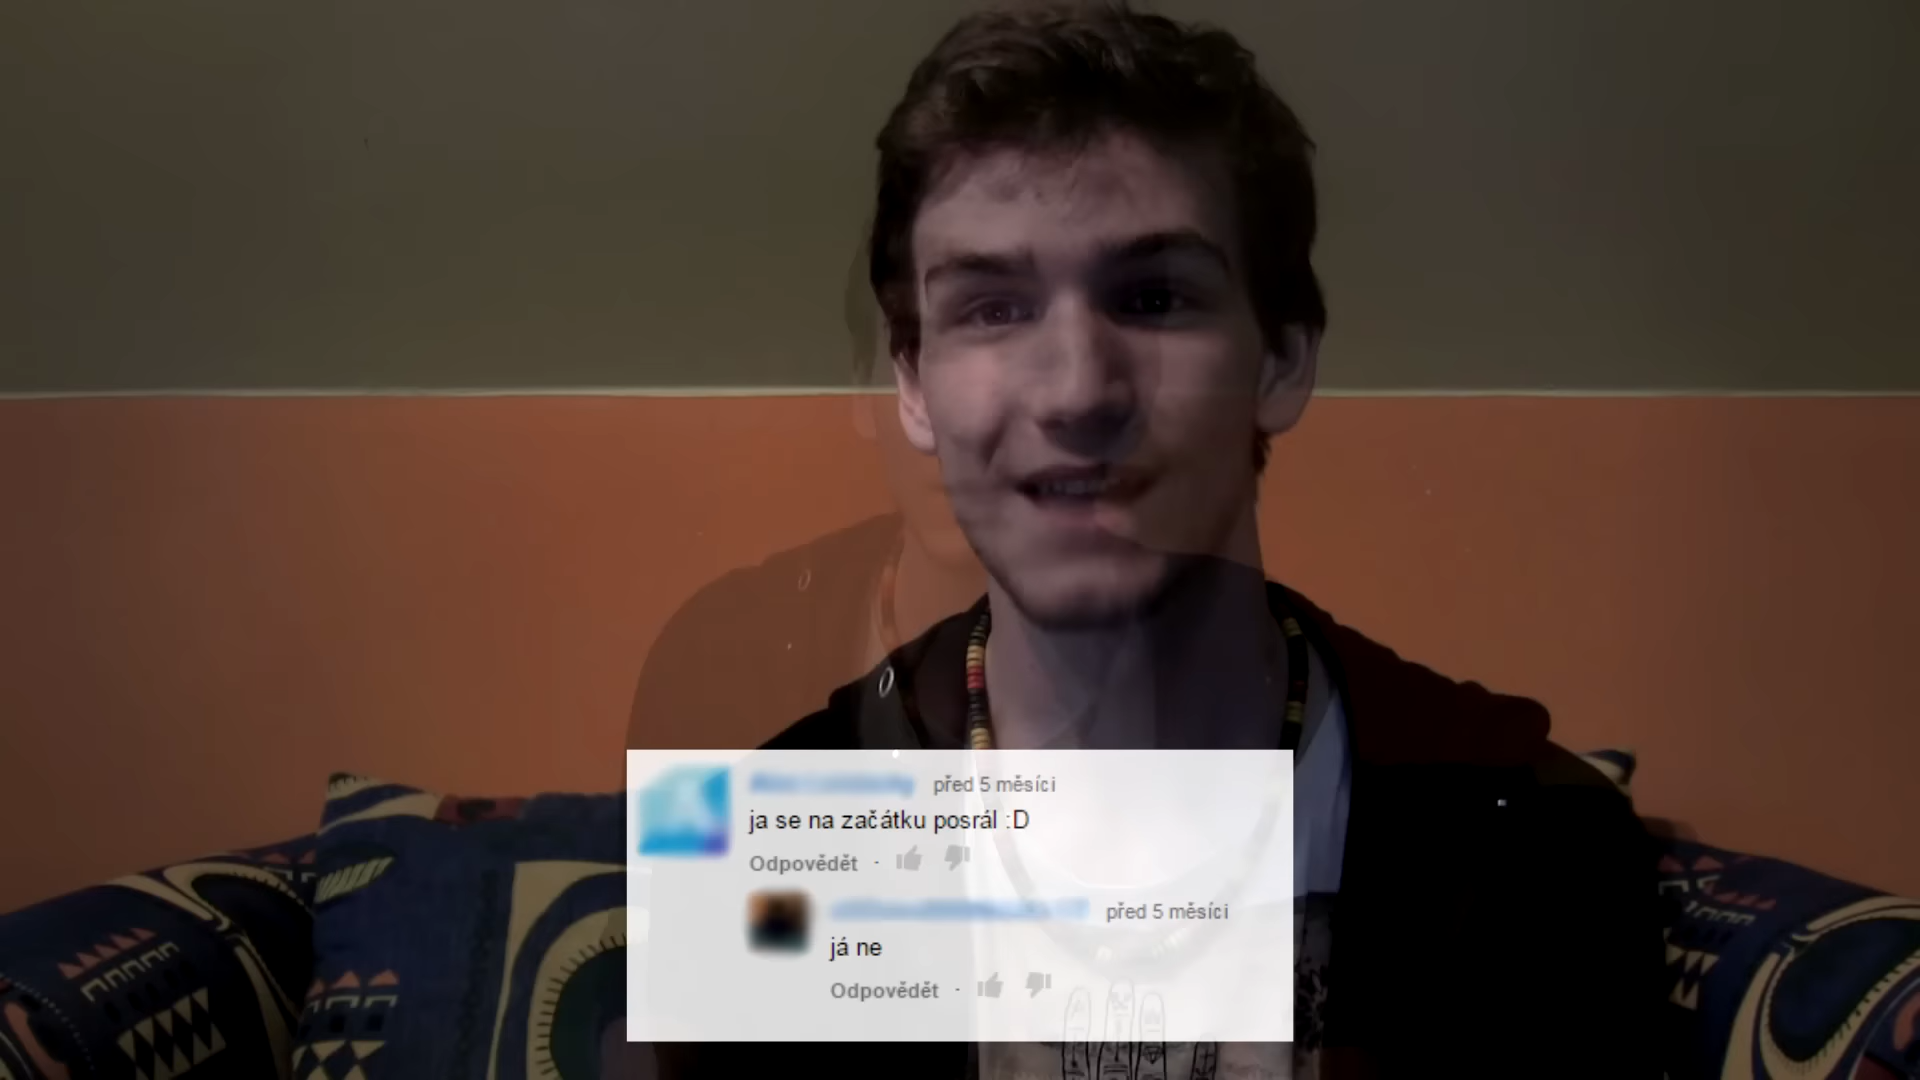 před 5 měsíci
ja se na začátku posrál :D
Odpovědět ·
před 5 měsíci
já ne
Odpovědět ·